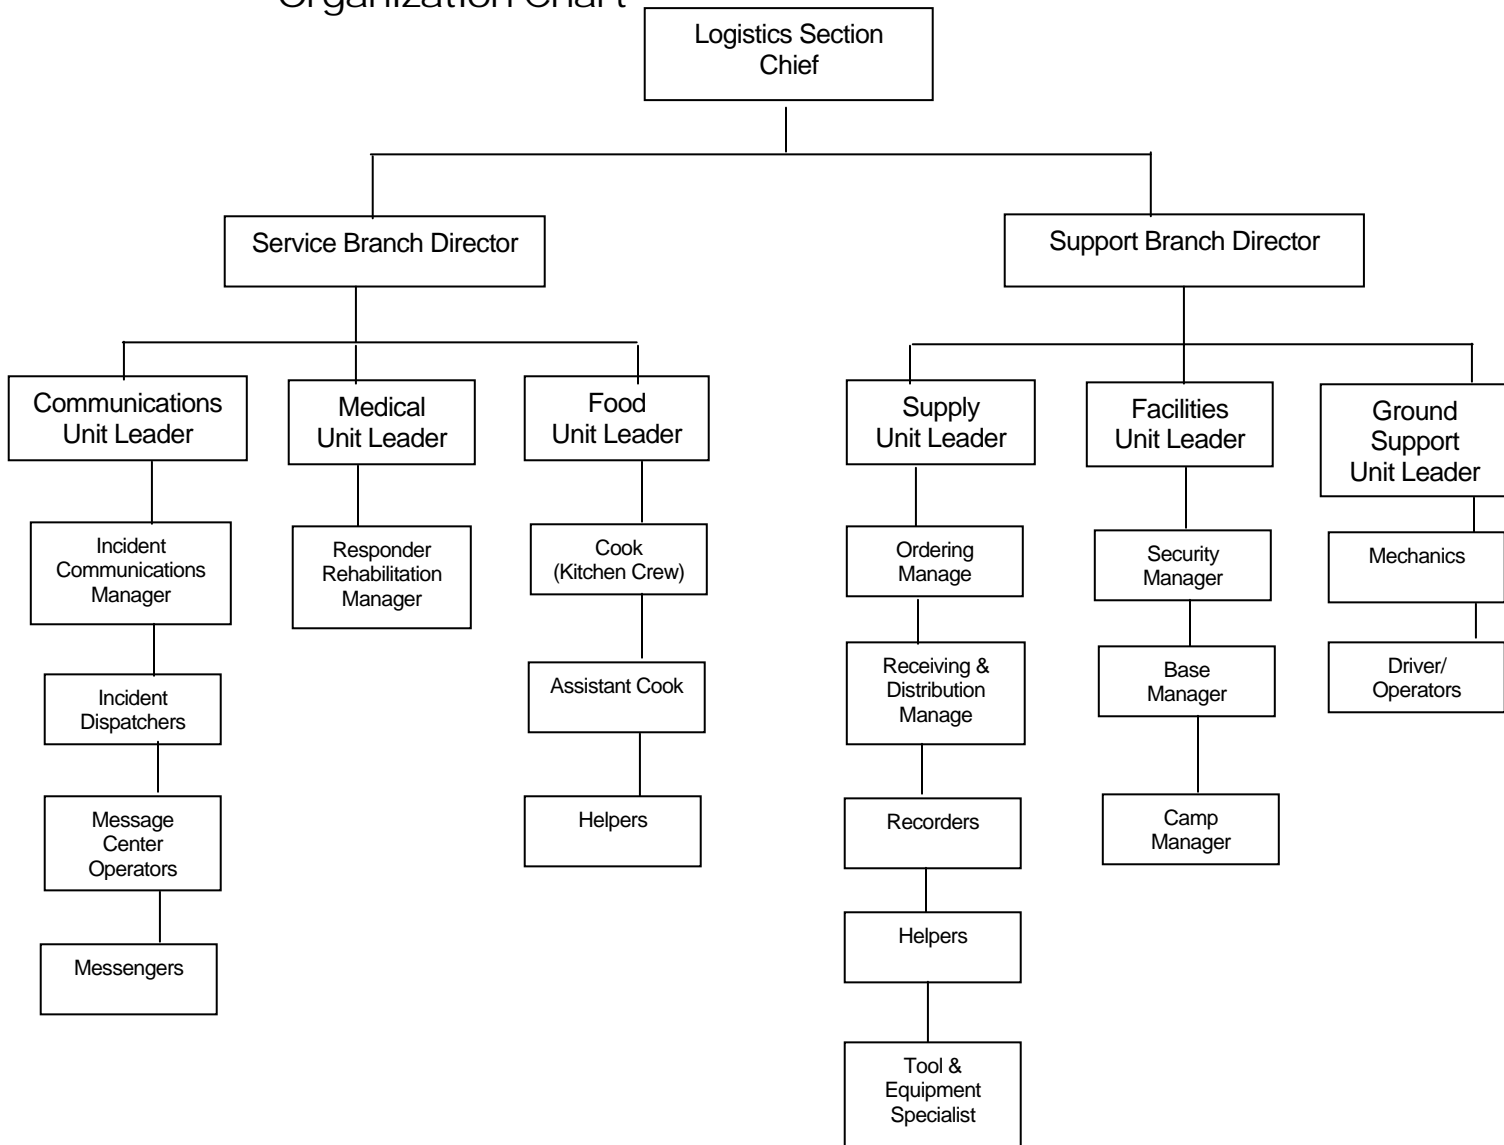 Organization Chart
Logistics Section
Chief
Service Branch Director
Support Branch Director
Communications
Unit Leader
Medical
Unit Leader
Food
Unit Leader
Supply
Unit Leader
Facilities
Unit Leader
Ground
Support
Unit Leader
Incident
Communications
Manager
Responder
Rehabilitation
Manager
Cook
(Kitchen Crew)
Ordering
Manage
Security
Manager
Mechanics
Incident
Dispatchers
Assistant Cook
Receiving &
Distribution
Manage
Base
Manager
Driver/
Operators
Message
Center
Operators
Helpers
Recorders
Camp
Manager
Messengers
Helpers
Tool &
Equipment
Specialist